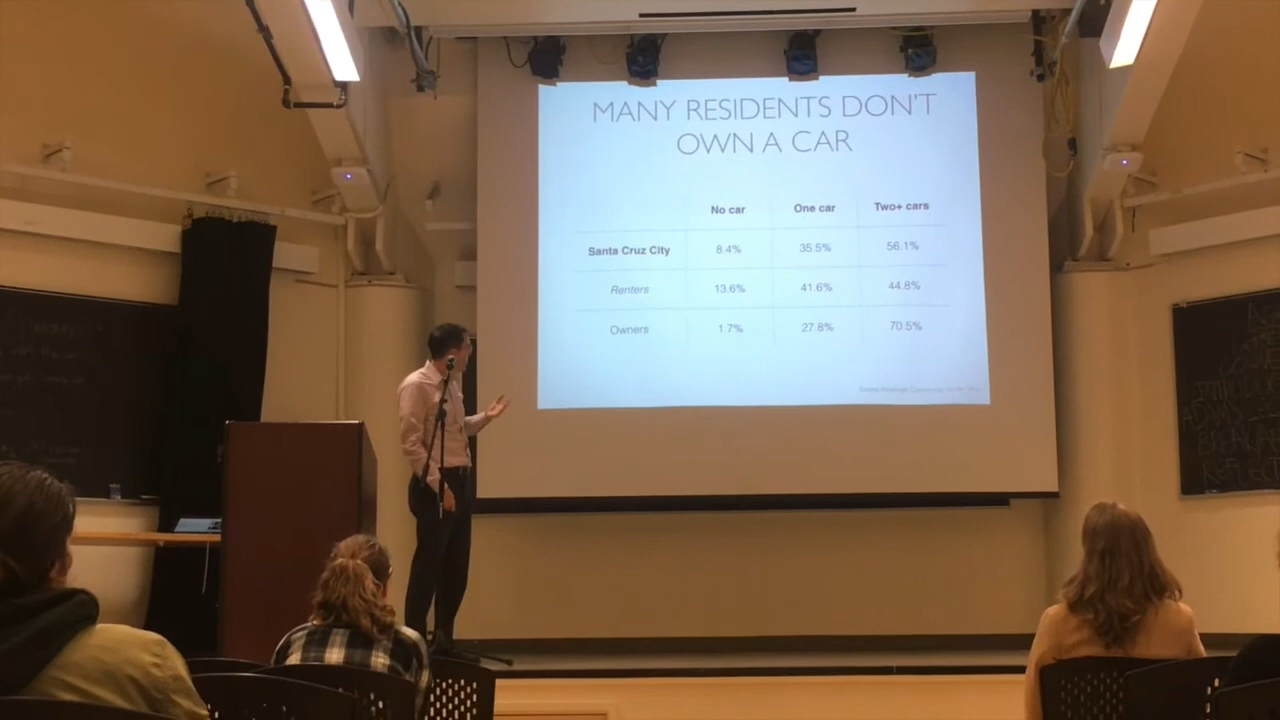 MANY RESIDENTS DON'T
OWN A CAR
No car One car Two+ cars
Santa Cruz City 8.4% 35.5% 56.1%
Renters 13.6% 41.6% 44.8%
Owners 1.7% 27.8% 70.5%